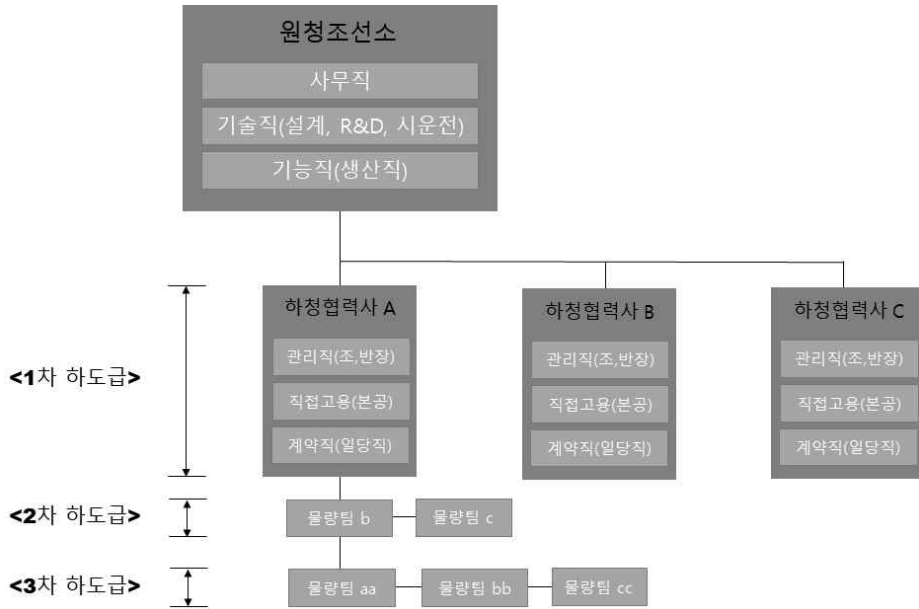 원청조선소
사무직
기술직(설계, R&D, 시운전)
기능직(생산직)
<1차 하도급>
하청협력사 A
관리직(조,반장)
직접고용(본공)
계약직(일당직)
하청협력사 B
관리직(조,반장)
직접고용(본공)
계약직(일당직)
하청협력사 C
관리직(조,반장)
직접고용(본공)
계약직(일당직)
<2차 하도급>
물량팀 b
물량팀 c
<3차 하도급>
물량팀 aa
물량팀 bb
물량팀 cc